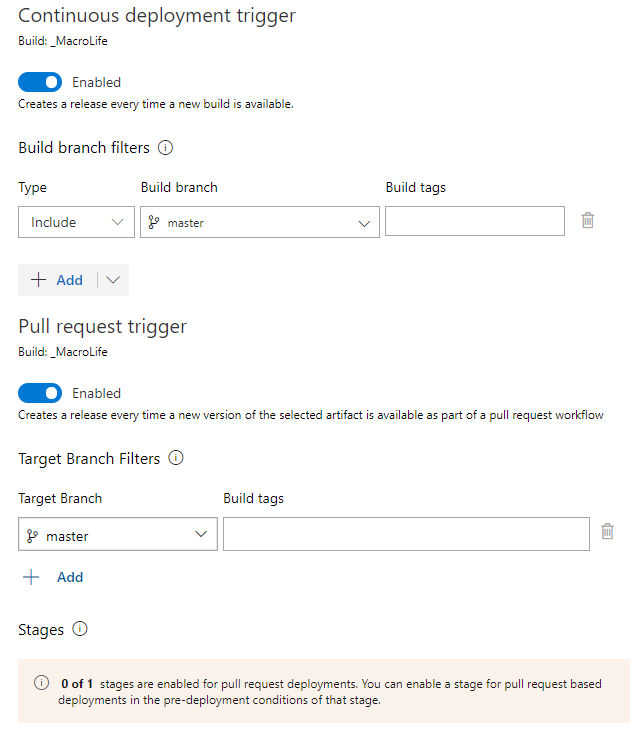 Continuous deployment trigger
Build: _MacroLife
Enabled
Creates a release every time a new build is available.
Build branch filters
Type Build branch Build tags
Include master
Add
Pull request trigger
Build: _MacroLife
Enabled
Creates a release every time a new version of the selected artifact is available as part of a pull request workflow
Target Branch Filters
Target Branch Build tags
master
Add
Stages
0 of 1 stages are enabled for pull request deployments. You can enable a stage for pull request based
deployments in the pre-deployment conditions of that stage.